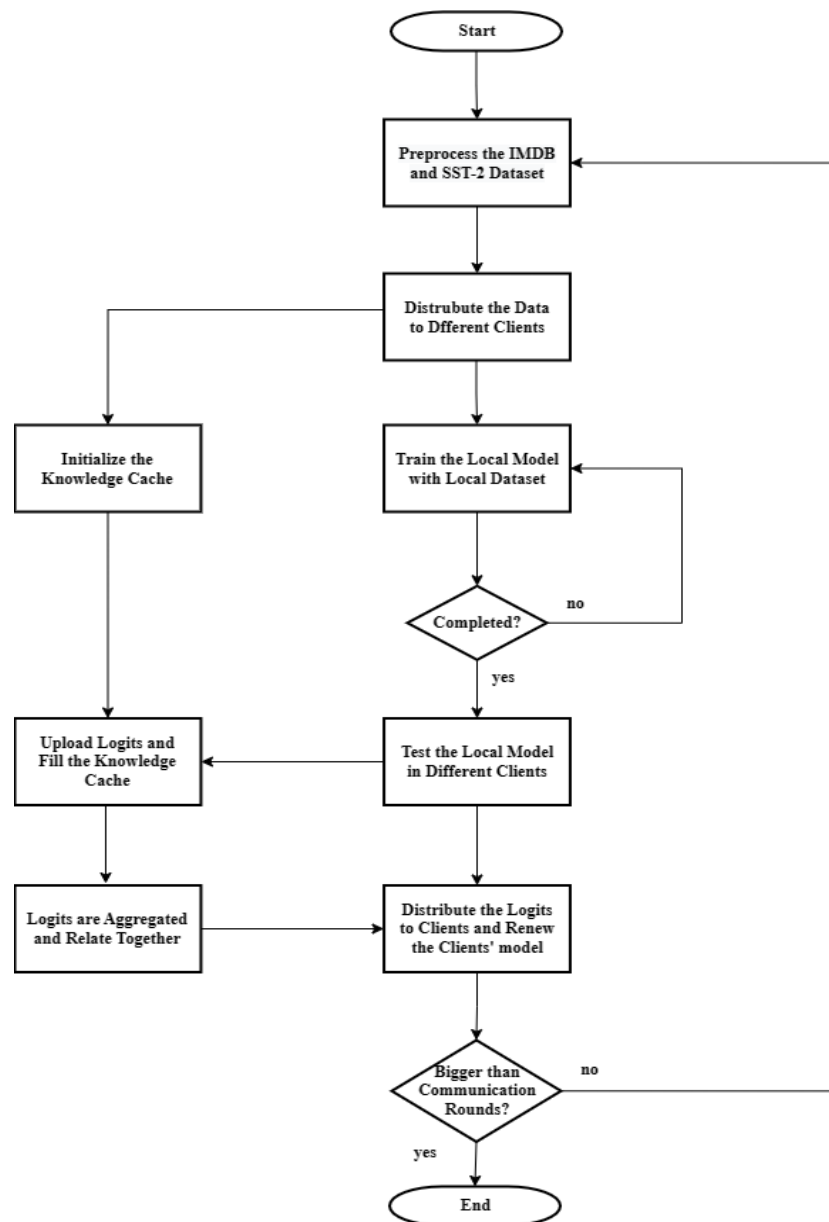 Start
Preprocess the IMDB
and SST-2 Dataset
Distrubute the Data
to Dfferent Clients
Initialize the
Knowledge Cache
Train the Local Model
with Local Dataset
Completed?
no
yes
Upload Logits and
Fill the Knowledge
Cache
Test the Local Model
in Different Clients
Logits are Aggregated
and Relate Together
Distribute the Logits
to Clients and Renew
the Clients' model
Bigger than
Communication
Rounds?
no
yes
End